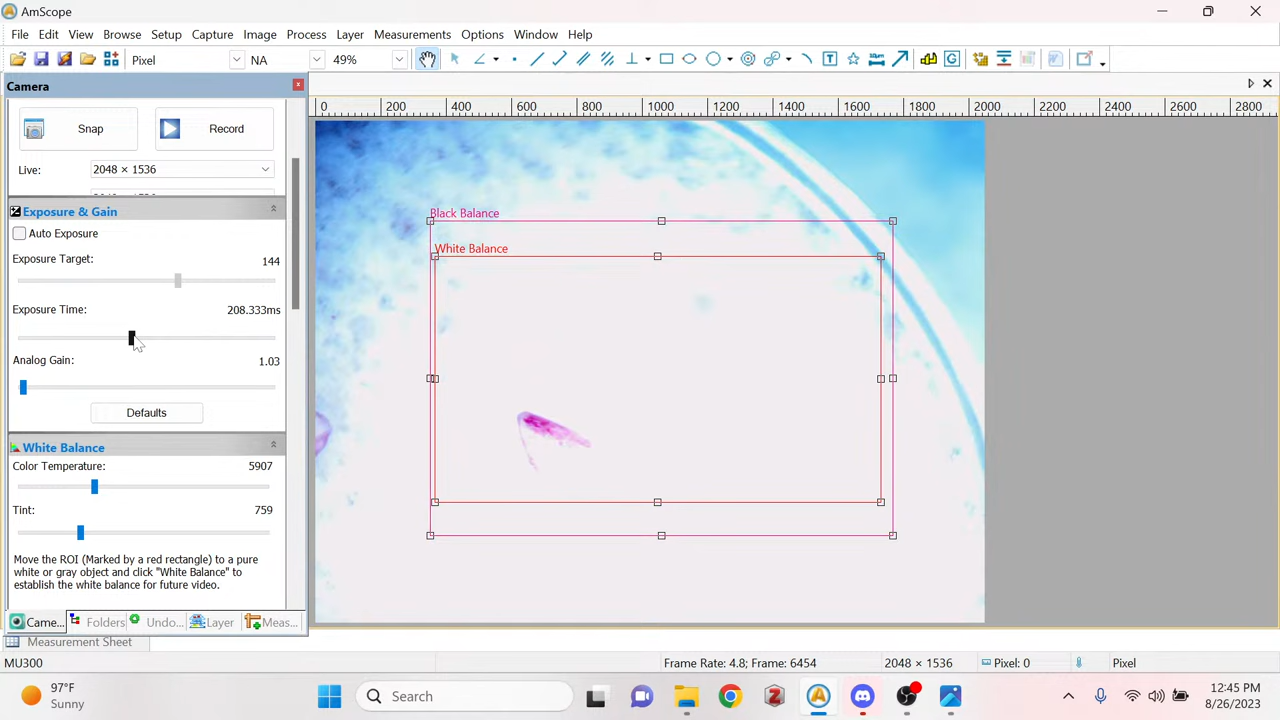 AmScope
File Edit View Browse Setup Capture Image Process Layer Measurements Options Window Help
Pixel NA 49%
Camera
0 200 400 600 800 1000 1200 1400 1600 1800 2000 2200 2400 2600 2800
Snap Record
Live: 2048 × 1536
Exposure & Gain
Auto Exposure
Exposure Target: 144
Exposure Time: 208.333ms
Analog Gain: 1.03
Defaults
White Balance
Color Temperature: 5907
Tint: 759
Move the ROI (Marked by a red rectangle) to a pure
white or gray object and click "White Balance" to
establish the white balance for future video.
Came... Folders Undo... Layer Meas...
Black Balance
White Balance
Measurement Sheet
MU300 Frame Rate: 4.8; Frame: 6454 2048 × 1536 Pixel: 0 Pixel
97°F
Sunny
Search
12:45 PM
8/26/2023